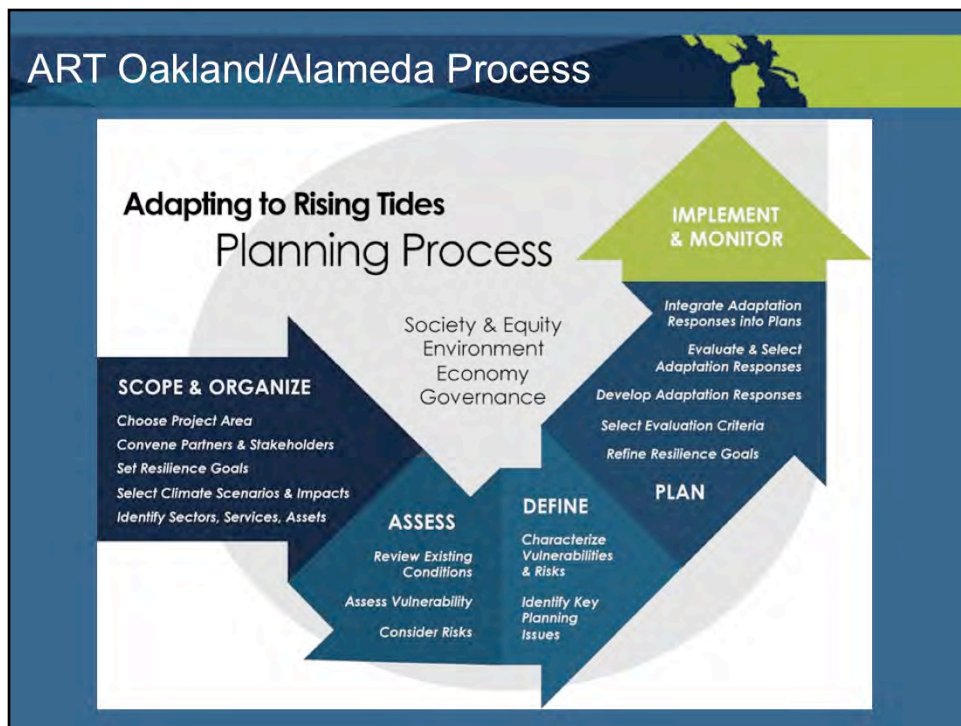 ART Oakland/Alameda Process
Adapting to Rising Tides
Planning Process
Society & Equity
Environment
Economy
Governance
SCOPE & ORGANIZE
Choose Project Area
Convene Partners & Stakeholders
Set Resilience Goals
Select Climate Scenarios & Impacts
Identify Sectors, Services, Assets
ASSESS
Review Existing
Conditions
Assess Vulnerability
Consider Risks
DEFINE
Characterize
Vulnerabilities
& Risks
Identify Key
Planning
Issues
IMPLEMENT
& MONITOR
Integrate Adaptation
Responses into Plans
Evaluate & Select
Adaptation Responses
Develop Adaptation Responses
Select Evaluation Criteria
Refine Resilience Goals
PLAN